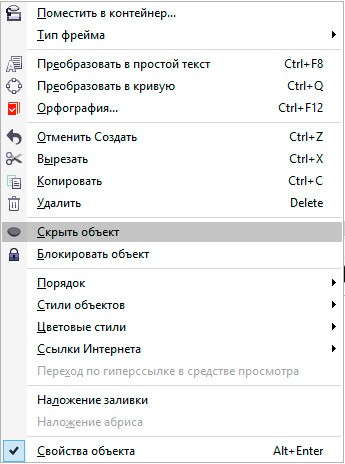 Поместить в контейнер...
Тип фрейма
Преобразовать в простой текст Ctrl+F8
Преобразовать в кривую Ctrl+Q
Орфография... Ctrl+F12
Отменить Создать Ctrl+Z
Вырезать Ctrl+X
Копировать Ctrl+C
Удалить Delete
Скрыть объект
Блокировать объект
Порядок
Стили объектов
Цветовые стили
Ссылки Интернета
Переход по гиперссылке в средстве просмотра
Наложение заливки
Наложение абриса
Свойства объекта Alt+Enter